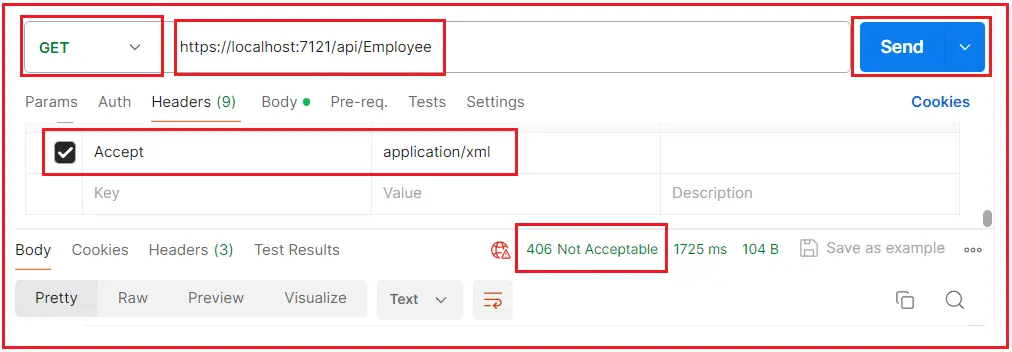 GET https://localhost:7121/api/Employee Send
Params Auth Headers (9) Body Pre-req. Tests Settings Cookies
Accept application/xml
Key Value Description
Body Cookies Headers (3) Test Results 406 Not Acceptable 1725 ms 104 B Save as example
Pretty Raw Preview Visualize Text